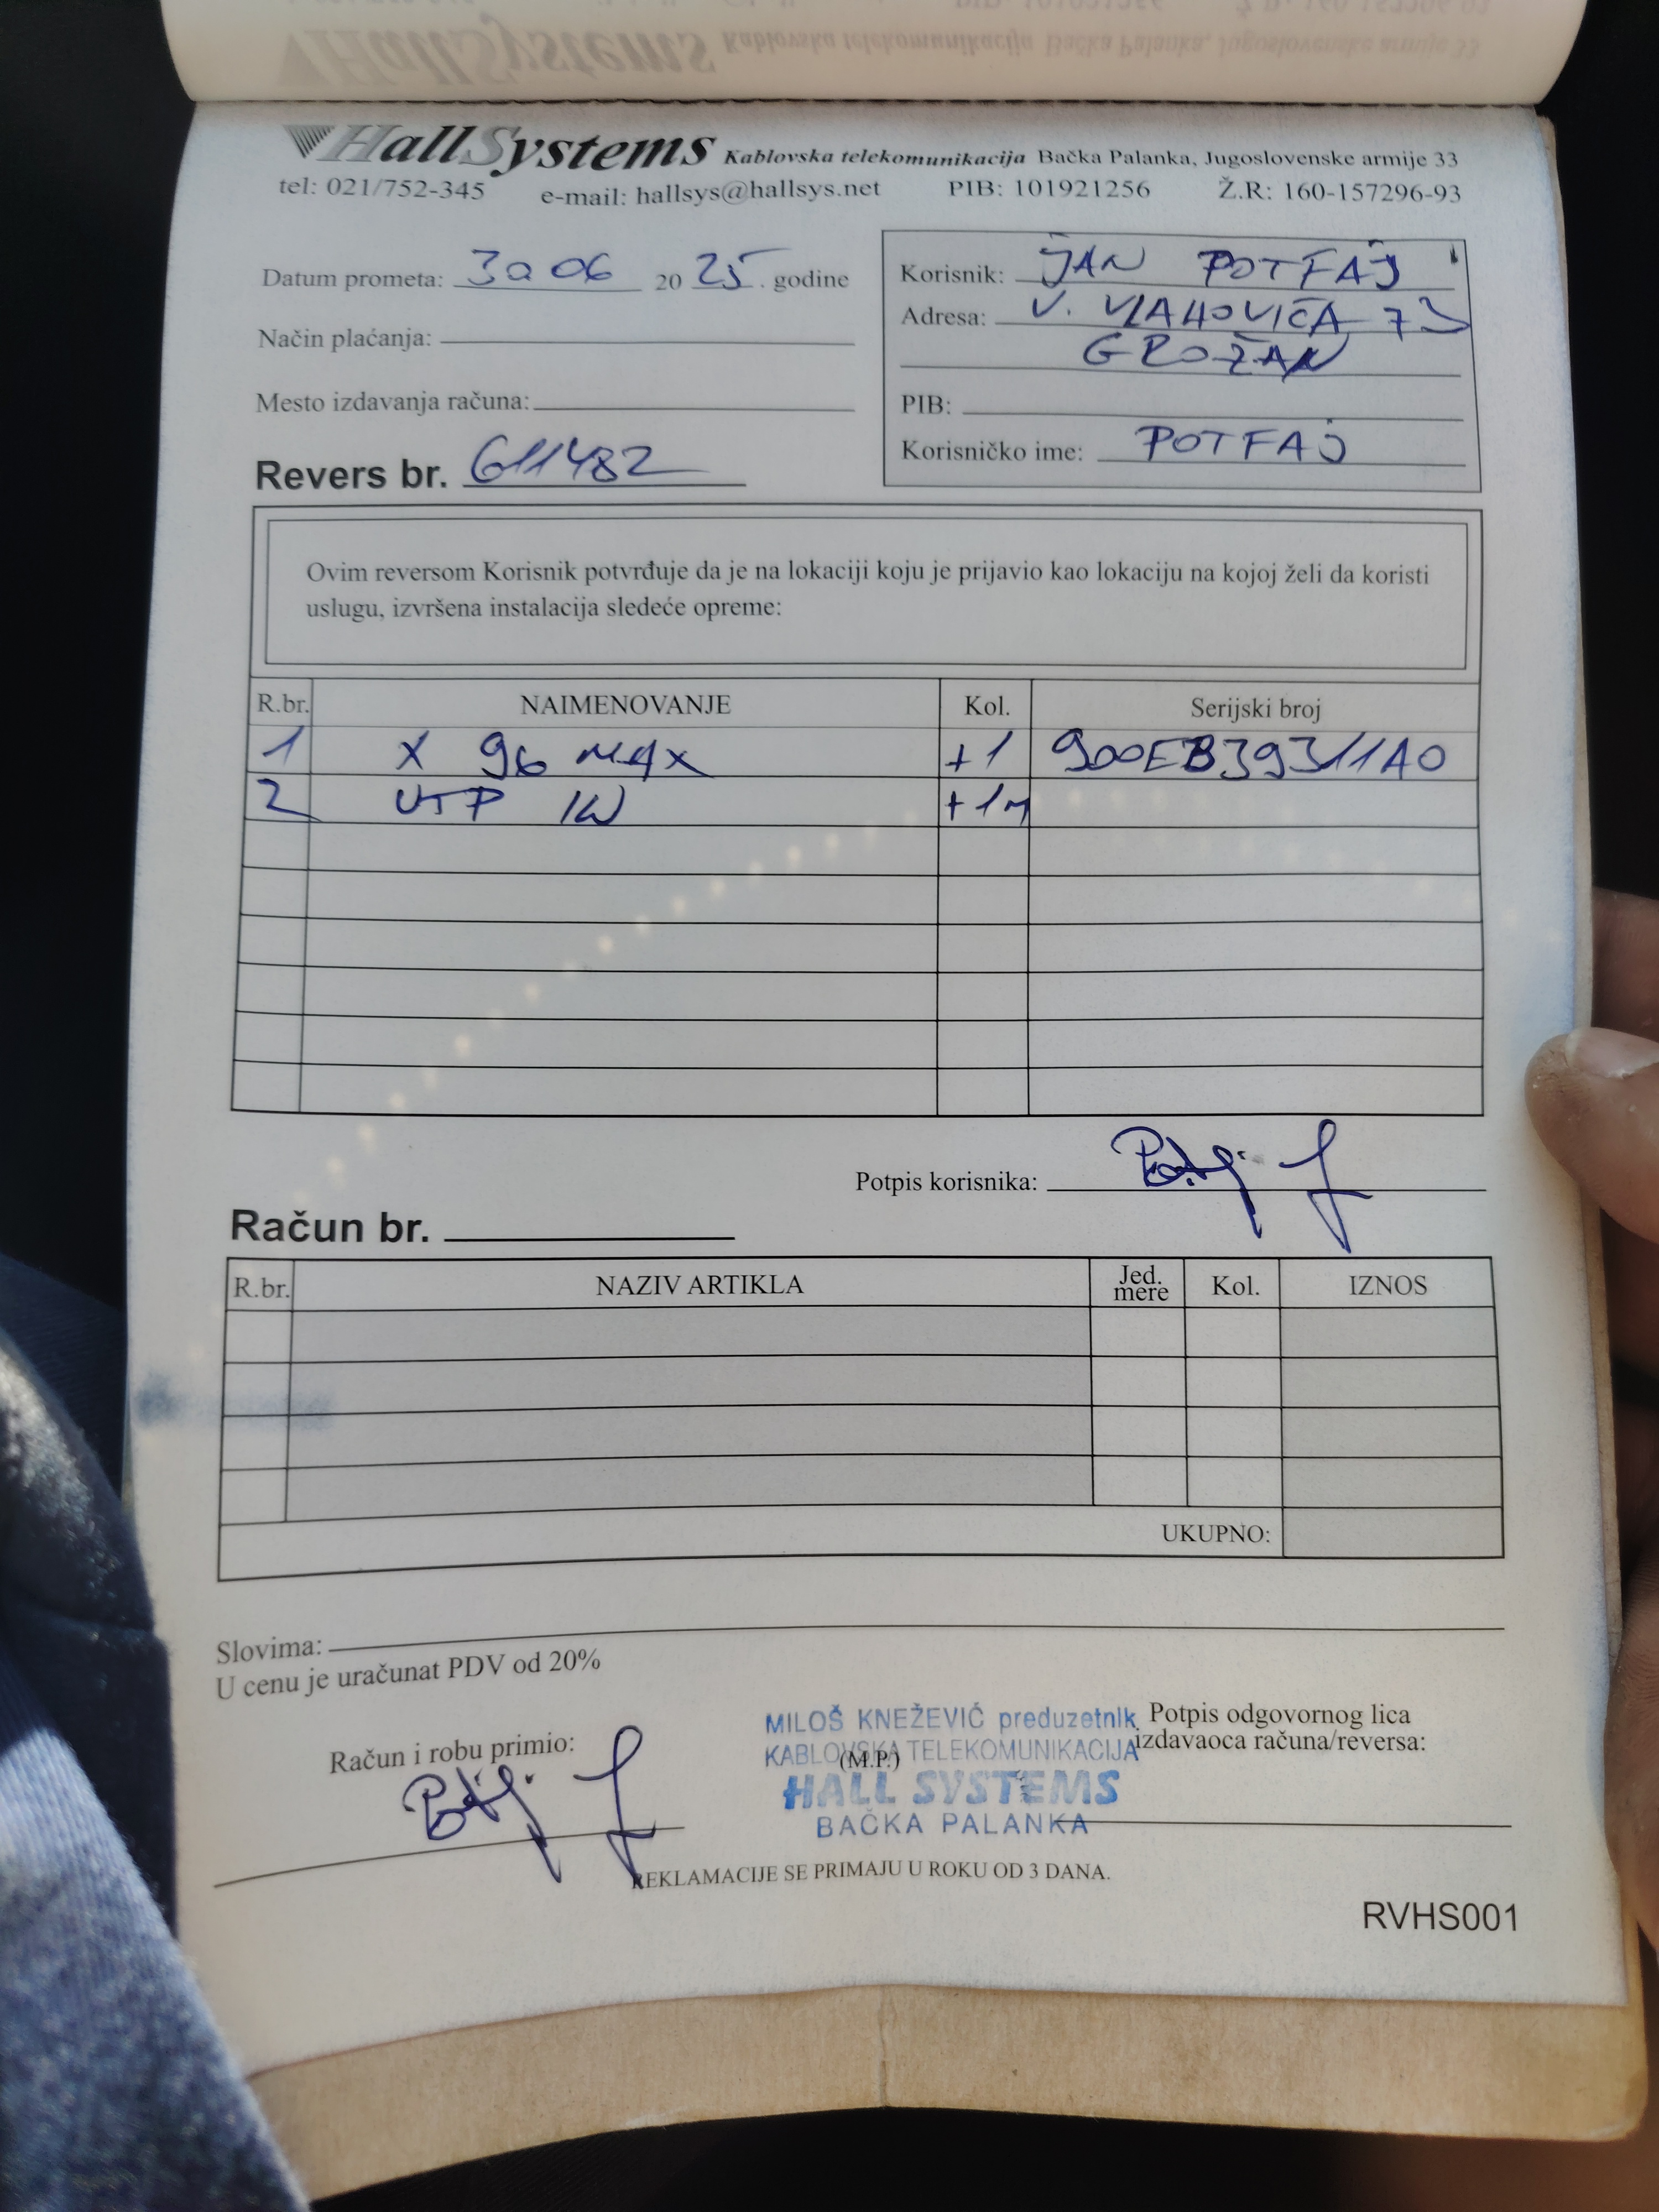 HallSystems Kablovska telekomunikacija Bačka Palanka, Jugoslovenske armije 33
tel: 021/752-345 e-mail: hallsys@hallsys.net PIB: 101921256 Ž.R: 160-157296-93
Datum prometa: 30 06 2025. godine
Način plaćanja:
Mesto izdavanja računa:
Revers br. 611482
Korisnik: JAN POTFAJ
Adresa: V. VLAHOVIĆA
GLOŽAN
PIB:
Korisničko ime: POTFAJ
Ovim reversom Korisnik potvrđuje da je na lokaciji koju je prijavio kao lokaciju na kojoj želi da koristi
uslugu, izvršena instalacija sledeće opreme:
R.br. NAIMENOVANJE Kol. Serijski broj
1 X 96 MAX +1 900EB39311A0
2 UTP +1m
Potpis korisnika:
Račun br.
R.br. NAZIV ARTIKLA Jed. mere Kol. IZNOS
UKUPNO:
Slovima:
U cenu je uračunat PDV od 20%
Račun i robu primio:
MILOŠ KNEŽEVIĆ preduzetnik
KABLOVSKA TELEKOMUNIKACIJA
(M.P.)
HALL SYSTEMS
BAČKA PALANKA
Potpis odgovornog lica
izdavaoca računa/reversa:
REKLAMACIJE SE PRIMAJU U ROKU OD 3 DANA.
RVHS001